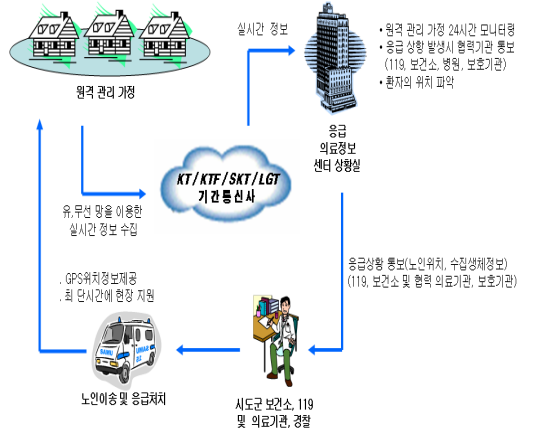 실시간 정보
• 원격 관리 가정 24시간 모니터링
• 응급 상황 발생시 협력기관 통보
(119, 보건소, 병원, 보호기관)
• 환자의 위치 파악
원격 관리 가정
응급
의료정보
센터 상황실
KT / KTF / SKT / LGT
기간통신사
유,무선 망을 이용한
실시간 정보 수집
응급상황 통보(노인위치, 수집생체정보)
(119, 보건소 및 협력 의료기관, 보호기관)
. GPS위치정보제공
. 최 단시간에 현장 지원
노인이송 및 응급처치
시도군 보건소, 119
및 의료기관, 경찰